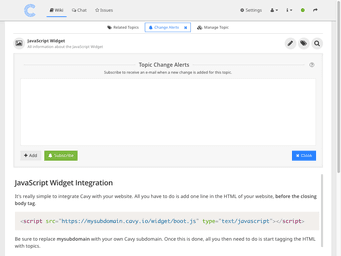 Wiki Chat Issues Settings
Related Topics Change Alerts Manage Topic
JavaScript Widget
All information about the JavaScript Widget
Topic Change Alerts
Subscribe to receive an e-mail when a new change is added for this topic.
+ Add Subscribe Close
JavaScript Widget Integration
It's really simple to integrate Cavy with your website. All you have to do is add one line in the HTML of your website, before the closing
body tag.
<script src="https://mysubdomain.cavy.io/widget/boot.js" type="text/javascript"></script>
Be sure to replace mysubdomain with your own Cavy subdomain. Once this is done, all you then need to do is start tagging the HTML
with topics.